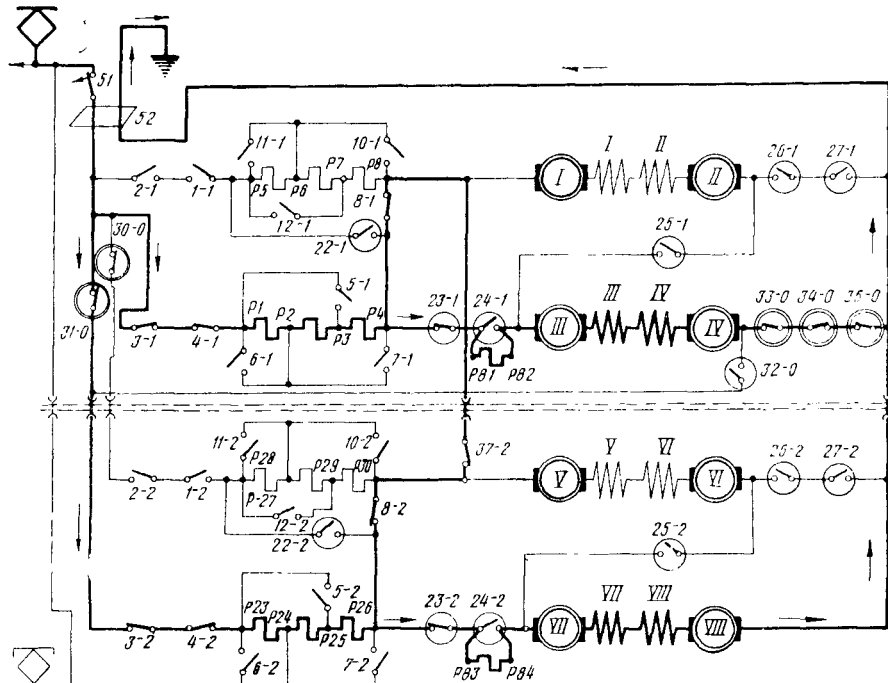 51
52
11-1
10-1
I
II
26-1
27-1
P5
P6
P7
P8
I
II
2-1
1-1
8-1
12-1
22-1
25-1
30-0
5-1
31-0
P1
P2
P3
P4
23-1
24-1
III
IV
33-0
34-0
35-0
III
IV
3-1
4-1
6-1
7-1
P81
P82
32-0
11-2
10-2
37-2
V
VI
26-2
27-2
P28
P29
P30
P-27
V
VI
2-2
1-2
8-2
12-2
22-2
25-2
5-2
P23
P24
P25
P26
23-2
24-2
VII
VIII
VII
VIII
3-2
4-2
6-2
7-2
P83
P84